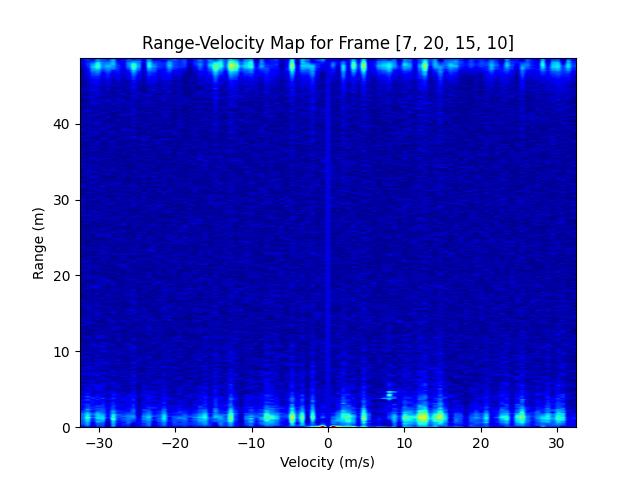 Range-Velocity Map for Frame [7, 20, 15, 10]
Range (m)
40
30
20
10
0
−30 −20 −10 0 10 20 30
Velocity (m/s)